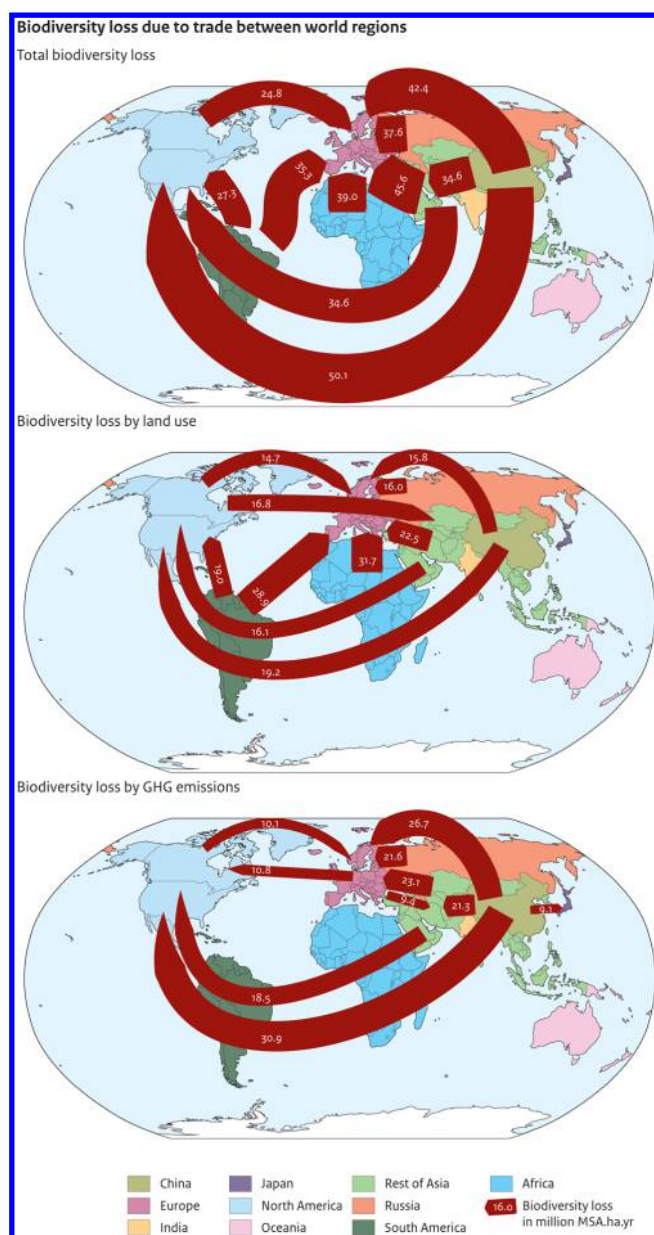 Biodiversity loss due to trade between world regions
Total biodiversity loss
24.8
42.4
37.6
35.3
27.3
39.0
45.6
34.6
34.6
50.1
Biodiversity loss by land use
14.7
15.8
16.0
16.8
22.5
31.7
19.0
28.9
16.1
19.2
Biodiversity loss by GHG emissions
10.1
26.7
21.6
10.8
23.1
9.4
21.3
9.1
18.5
30.9
China
Japan
Rest of Asia
Africa
Europe
North America
Russia
16.0
Biodiversity loss
in million MSA.ha.yr
India
Oceania
South America